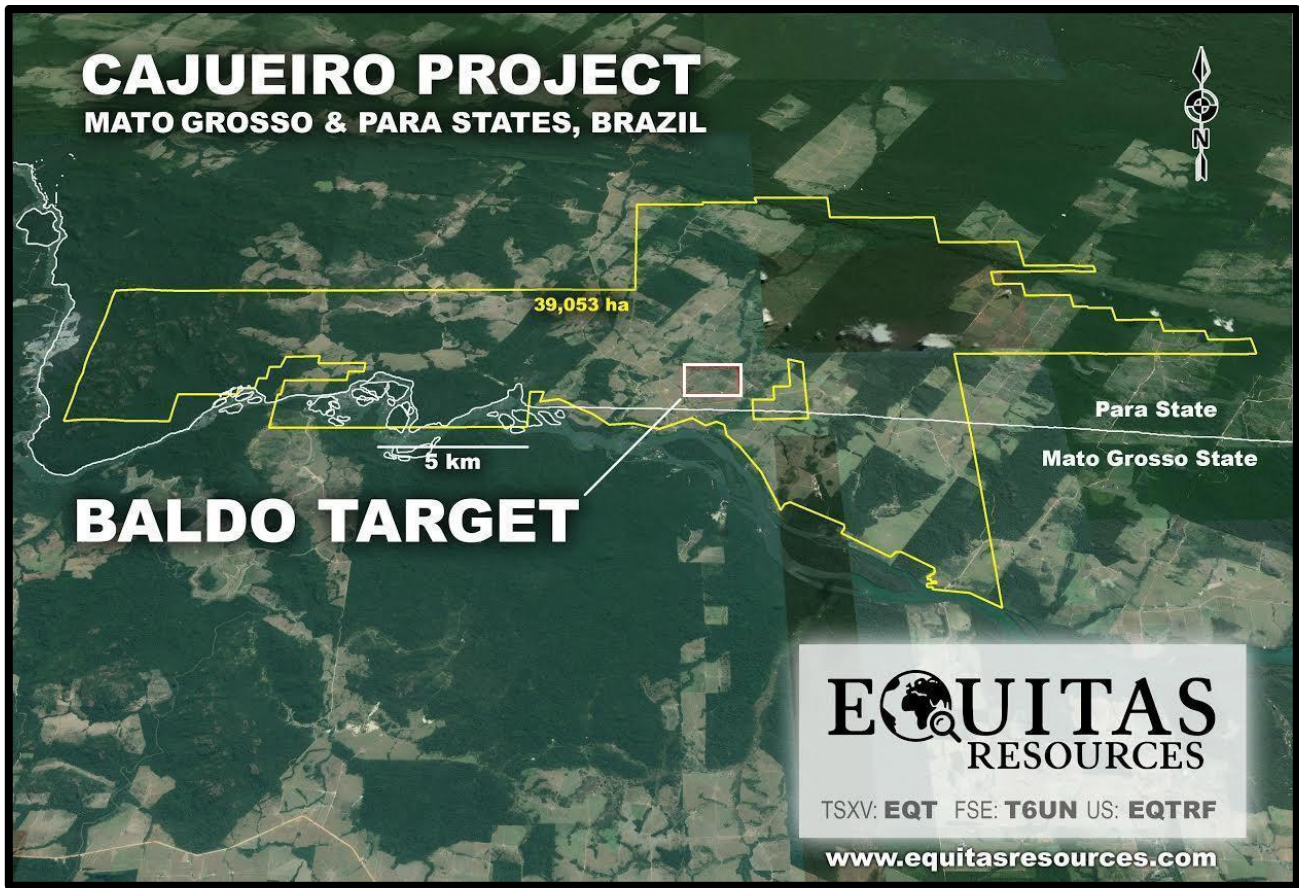 CAJUEIRO PROJECT
MATO GROSSO & PARA STATES, BRAZIL
N
39,053 ha
Para State
Mato Grosso State
5 km
BALDO TARGET
EQUITAS
RESOURCES
TSXV: EQT FSE: T6UN US: EQTRF
www.equitasresources.com